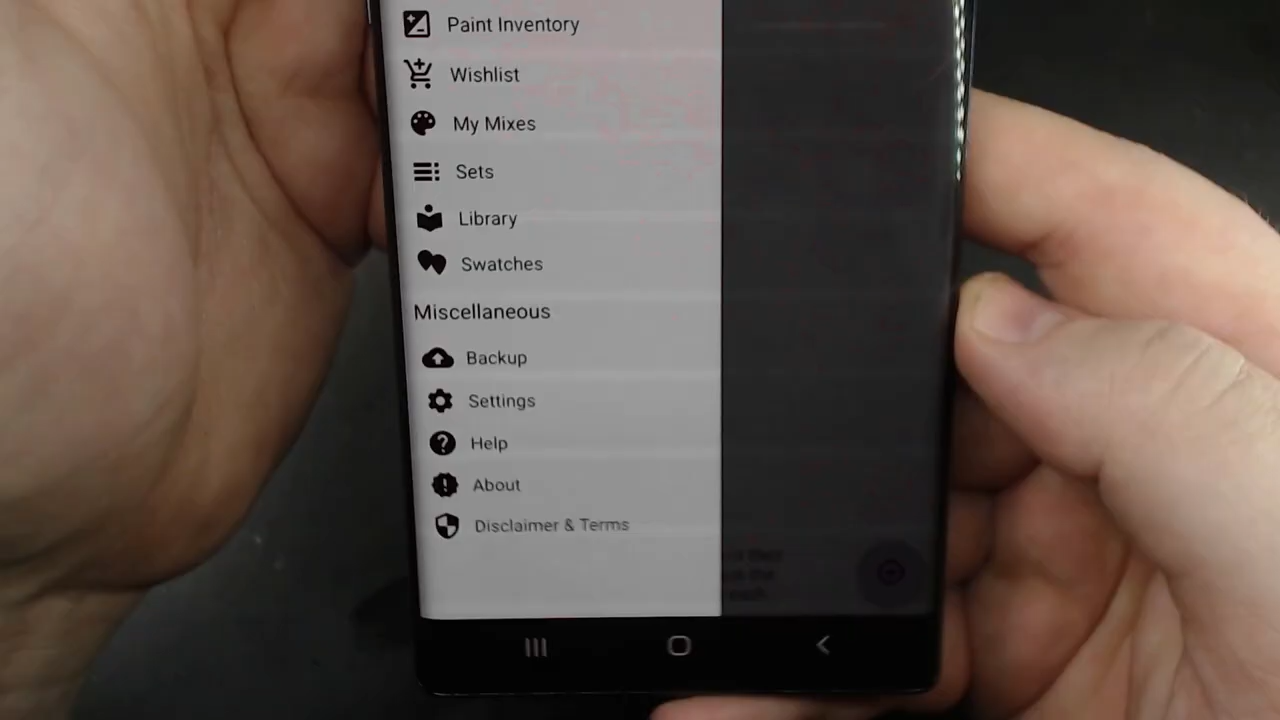 Paint Inventory
Wishlist
My Mixes
Sets
Library
Swatches
Miscellaneous
Backup
Settings
Help
About
Disclaimer & Terms